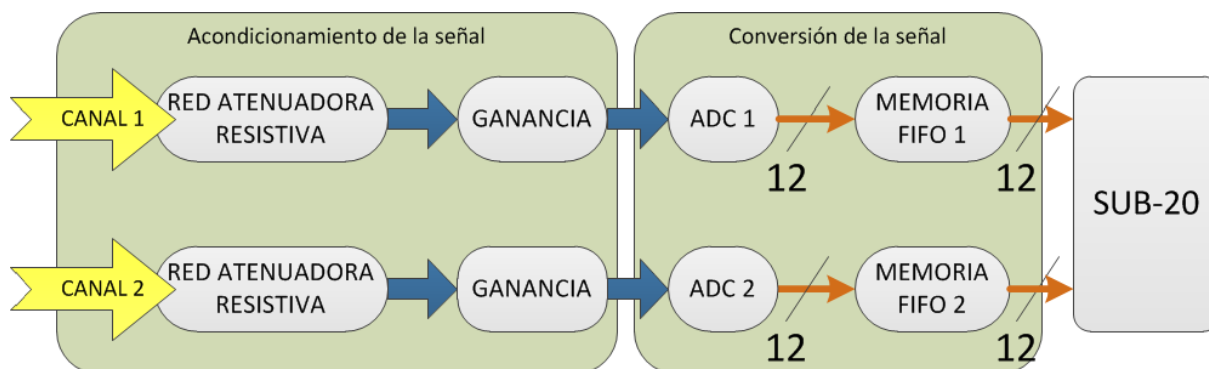 Acondicionamiento de la señal
Conversión de la señal
CANAL 1
RED ATENUADORA
RESISTIVA
GANANCIA
ADC 1
12
MEMORIA
FIFO 1
12
SUB-20
CANAL 2
RED ATENUADORA
RESISTIVA
GANANCIA
ADC 2
12
MEMORIA
FIFO 2
12